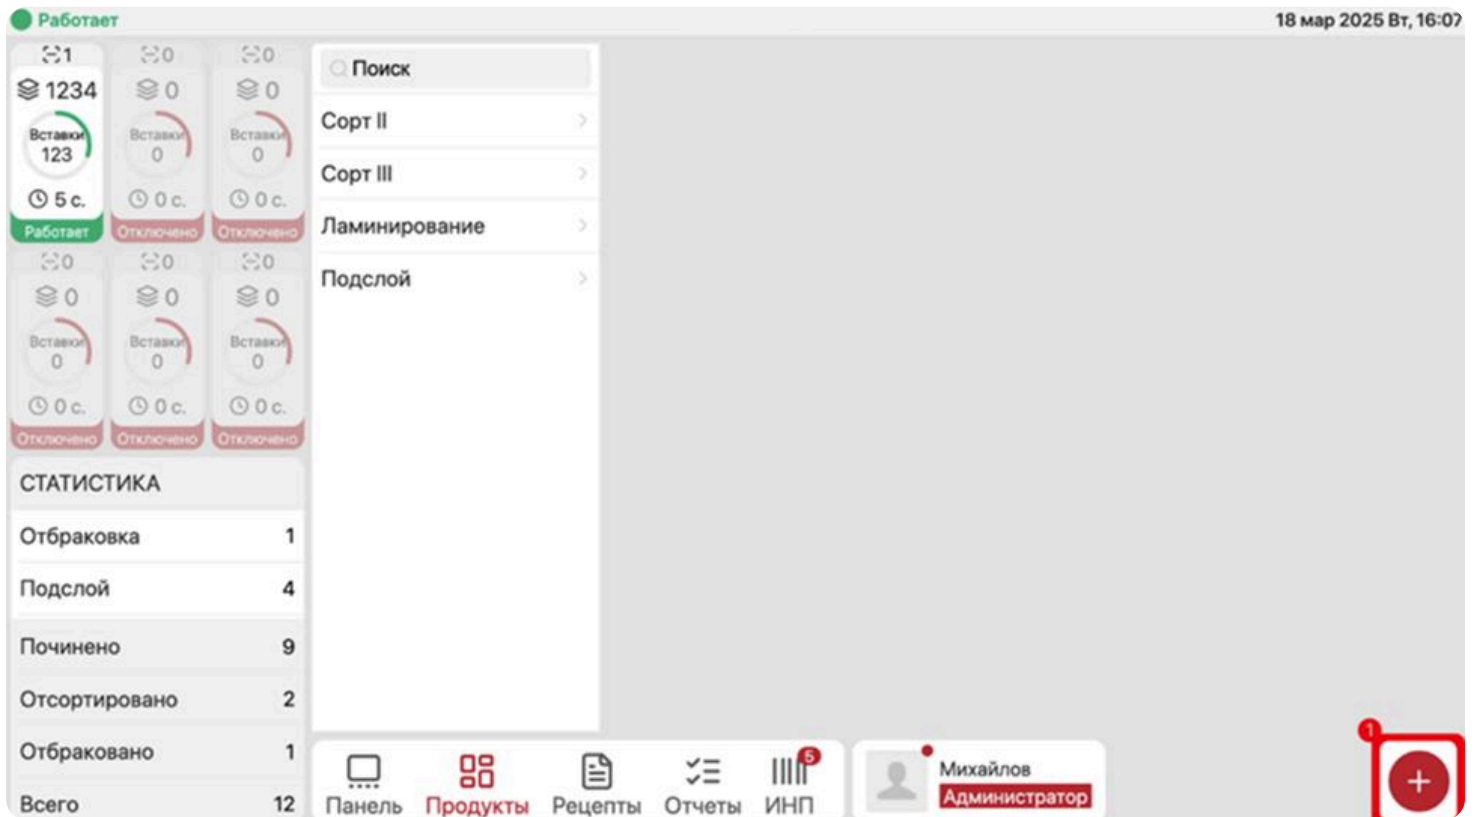 Работает
18 мар 2025 Вт, 16:07
1
1234
Вставки
123
5 с.
Работает
0
0
Вставки
0
0 с.
Отключено
0
0
Вставки
0
0 с.
Отключено
0
0
Вставки
0
0 с.
Отключено
0
0
Вставки
0
0 с.
Отключено
0
0
Вставки
0
0 с.
Отключено
СТАТИСТИКА
Отбраковка 1
Подслой 4
Починено 9
Отсортировано 2
Отбраковано 1
Всего 12
Поиск
Сорт II
Сорт III
Ламинирование
Подслой
Панель
Продукты
Рецепты
Отчеты
5
ИНП
Михайлов
Администратор
1
+